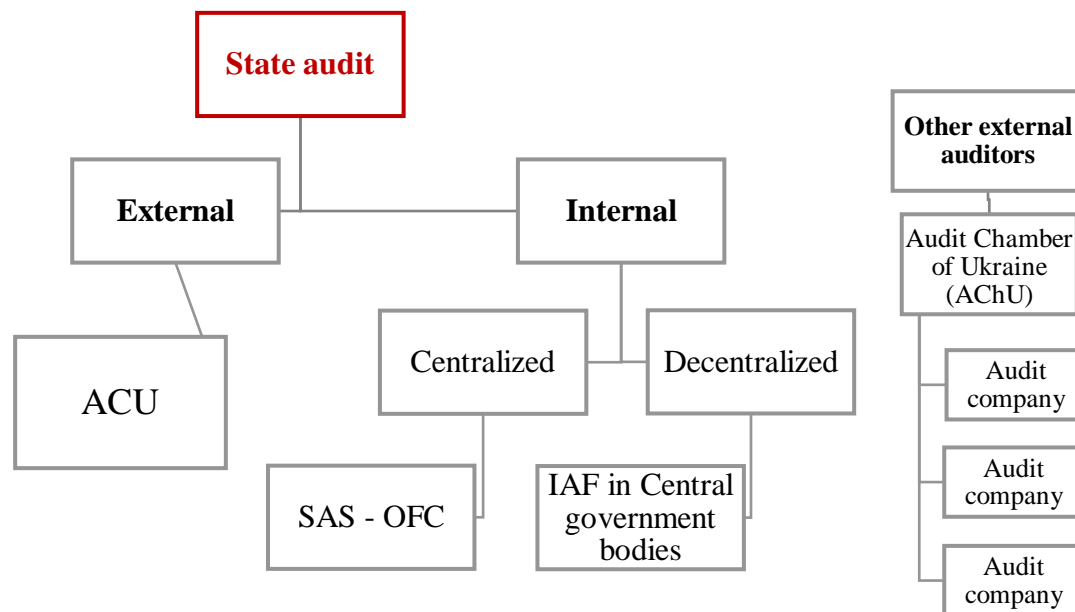 State audit
External
Internal
ACU
Centralized
Decentralized
SAS - OFC
IAF in Central
government
bodies
Other external
auditors
Audit Chamber
of Ukraine
(AChU)
Audit
company
Audit
company
Audit
company